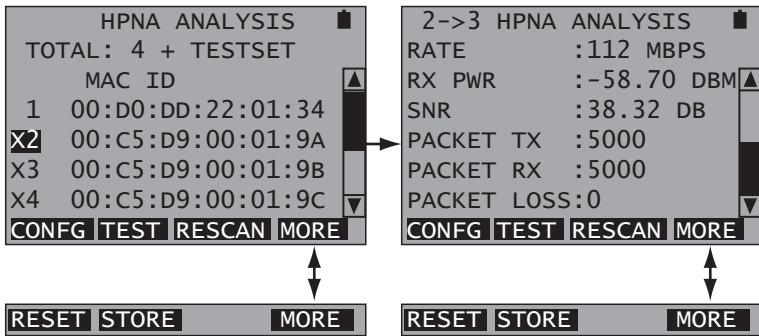 HPNA ANALYSIS
TOTAL: 4 + TESTSET
MAC ID
1 00:D0:DD:22:01:34
X2 00:C5:D9:00:01:9A
X3 00:C5:D9:00:01:9B
X4 00:C5:D9:00:01:9C
CONFG TEST RESCAN MORE
RESET STORE MORE
2->3 HPNA ANALYSIS
RATE :112 MBPS
RX PWR :-58.70 DBM
SNR :38.32 DB
PACKET TX :5000
PACKET RX :5000
PACKET LOSS:0
CONFG TEST RESCAN MORE
RESET STORE MORE